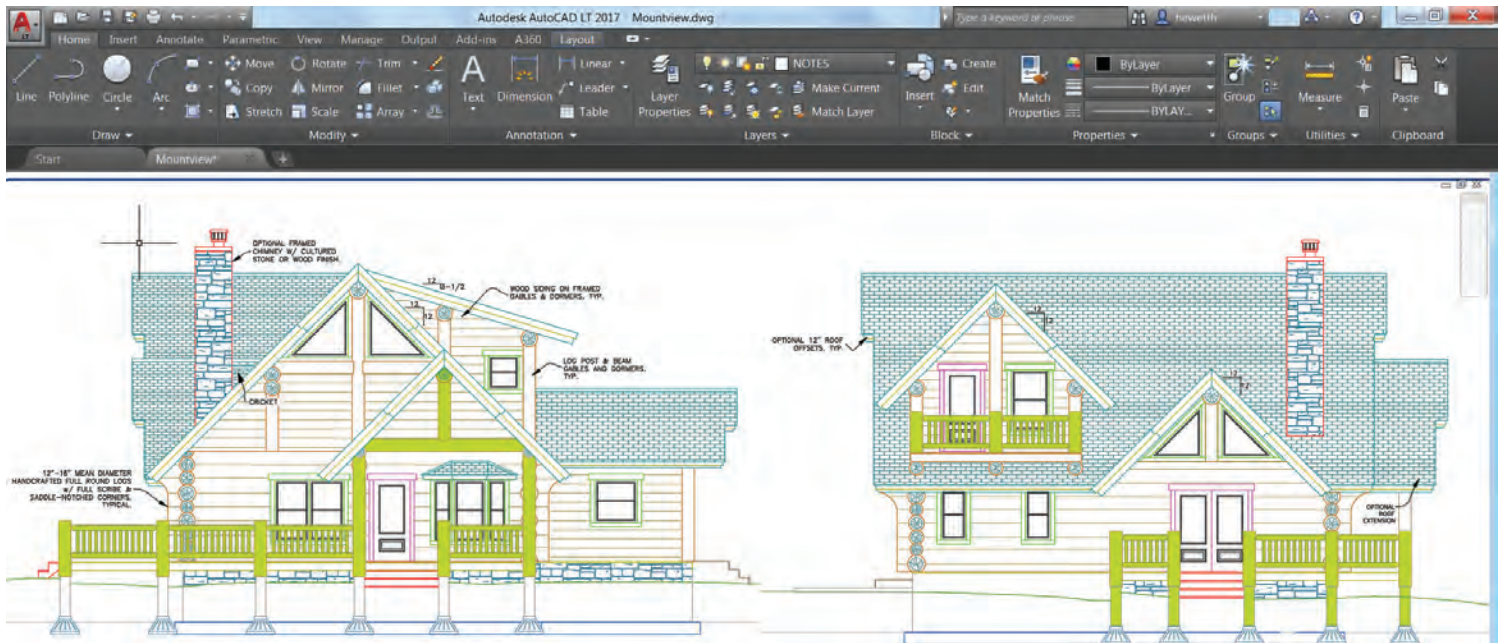 A
LT
Autodesk AutoCAD LT 2017 Mountview.dwg
Type a keyword or phrase
hewetth
Home Insert Annotate Parametric View Manage Output Add-ins A360 Layout
Line Polyline Circle Arc
Move Rotate Trim
Copy Mirror Fillet
Stretch Scale Array
Text Dimension
Linear
Leader
Table
Layer
Properties
NOTES
Make Current
Match Layer
Insert
Create
Edit
Match
Properties
ByLayer
ByLayer
BYLAY...
Group
Measure
Paste
Draw Modify Annotation Layers Block Properties Groups Utilities Clipboard
Start Mountview* +
OPTIONAL FRAMED
CHIMNEY W/ CULTURED
STONE OR WOOD FINISH.
12
8-1/2
12
12
WOOD SIDING ON FRAMED
GABLES & DORMERS, TYP.
LOG POST & BEAM
GABLES AND DORMERS,
TYP.
CRICKET
12"-16" MEAN DIAMETER
HANDCRAFTED FULL ROUND LOGS
w/ FULL SCRIBE &
SADDLE-NOTCHED CORNERS,
TYPICAL.
OPTIONAL 12" ROOF
OFFSETS, TYP.
12
12
12
12
OPTIONAL
ROOF
EXTENSION